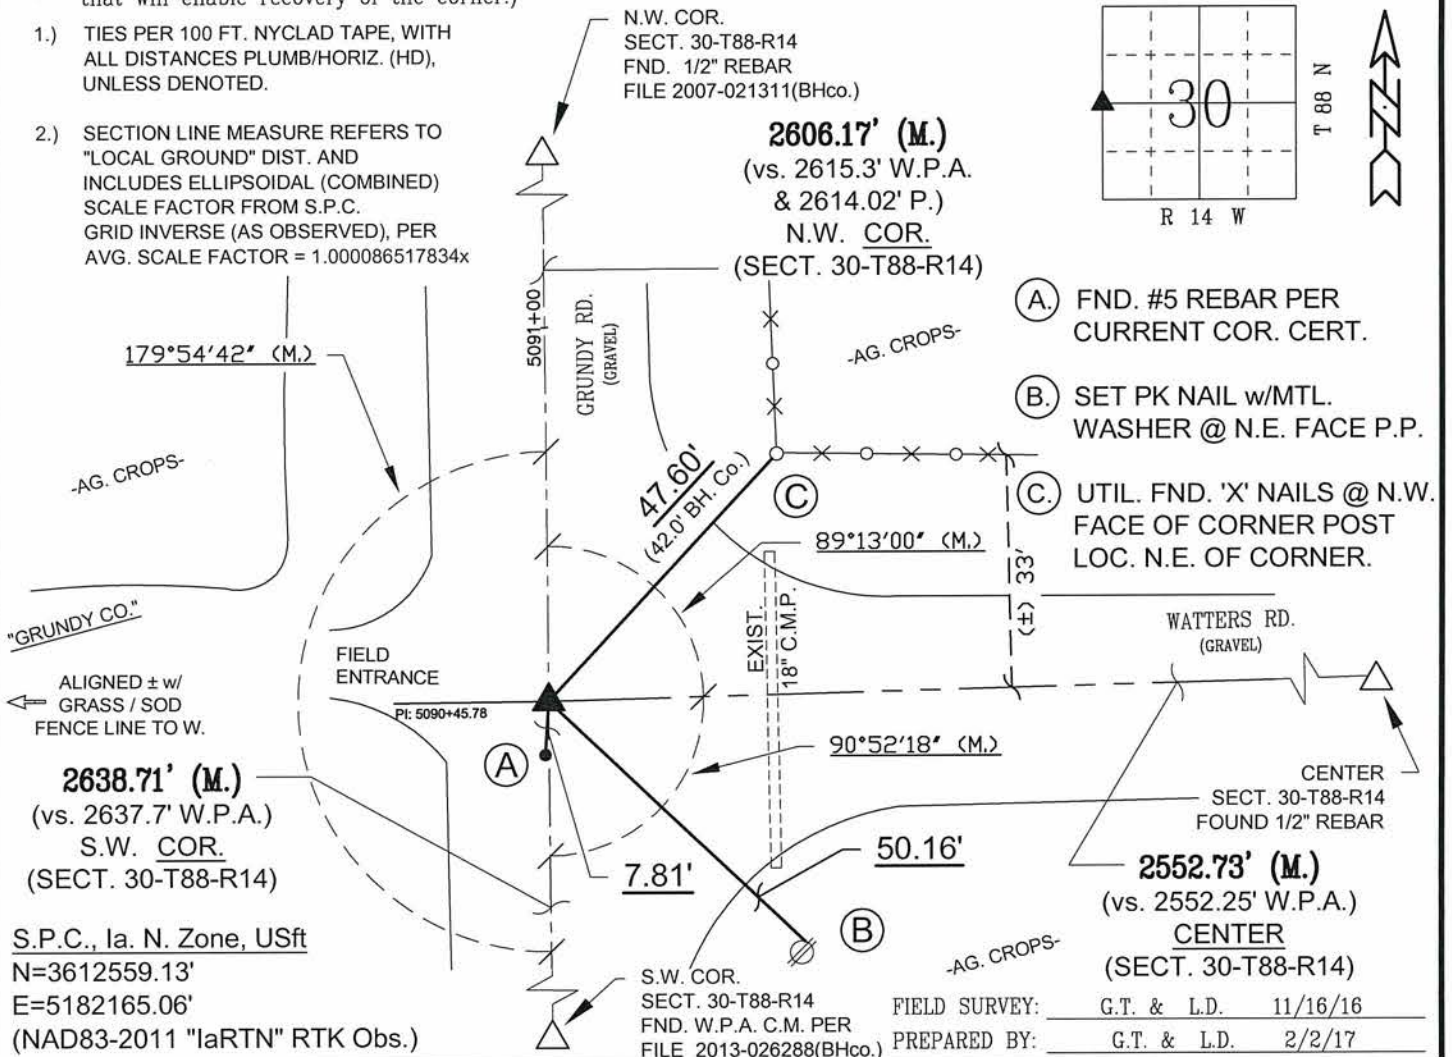 that will enable recovery of the corner.)
1.) TIES PER 100 FT. NYCLAD TAPE, WITH
ALL DISTANCES PLUMB/HORIZ. (HD),
UNLESS DENOTED.
2.) SECTION LINE MEASURE REFERS TO
"LOCAL GROUND" DIST. AND
INCLUDES ELLIPSOIDAL (COMBINED)
SCALE FACTOR FROM S.P.C.
GRID INVERSE (AS OBSERVED), PER
AVG. SCALE FACTOR = 1.000086517834x
N.W. COR.
SECT. 30-T88-R14
FND. 1/2" REBAR
FILE 2007-021311(BHco.)
2606.17' (M.)
(vs. 2615.3' W.P.A.
& 2614.02' P.)
N.W. COR.
(SECT. 30-T88-R14)
30
T 88 N
R 14 W
N
A. FND. #5 REBAR PER
CURRENT COR. CERT.
B. SET PK NAIL w/MTL.
WASHER @ N.E. FACE P.P.
C. UTIL. FND. 'X' NAILS @ N.W.
FACE OF CORNER POST
LOC. N.E. OF CORNER.
179°54'42" (M.)
5091+00
GRUNDY RD.
(GRAVEL)
-AG. CROPS-
-AG. CROPS-
47.60'
(42.0' BH. Co.)
C
89°13'00" (M.)
(±) 33'
"GRUNDY CO."
FIELD
ENTRANCE
EXIST.
18" C.M.P.
WATTERS RD.
(GRAVEL)
ALIGNED ± w/
GRASS / SOD
FENCE LINE TO W.
PI: 5090+45.78
A
90°52'18" (M.)
CENTER
SECT. 30-T88-R14
FOUND 1/2" REBAR
2638.71' (M.)
(vs. 2637.7' W.P.A.)
S.W. COR.
(SECT. 30-T88-R14)
7.81'
50.16'
2552.73' (M.)
(vs. 2552.25' W.P.A.)
CENTER
(SECT. 30-T88-R14)
B
-AG. CROPS-
S.P.C., Ia. N. Zone, USft
N=3612559.13'
E=5182165.06'
(NAD83-2011 "IaRTN" RTK Obs.)
S.W. COR.
SECT. 30-T88-R14
FND. W.P.A. C.M. PER
FILE 2013-026288(BHco.)
FIELD SURVEY: G.T. & L.D. 11/16/16
PREPARED BY: G.T. & L.D. 2/2/17